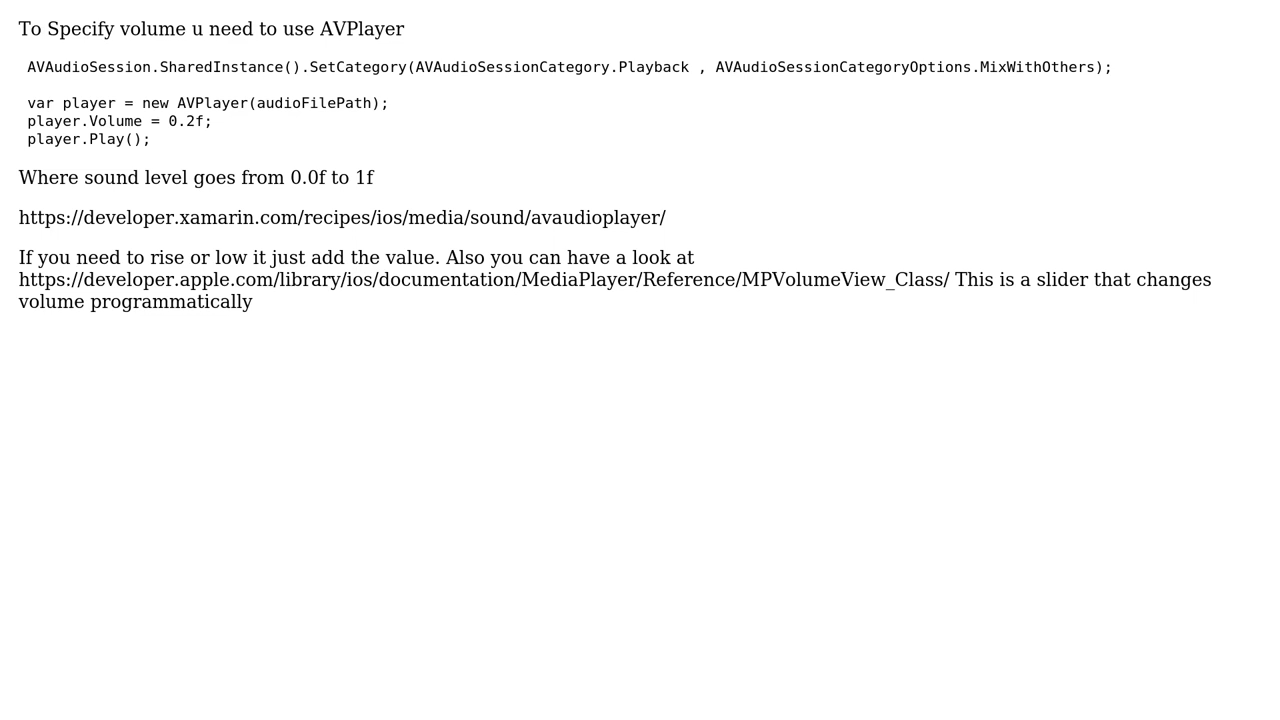 To Specify volume u need to use AVPlayer
AVAudioSession.SharedInstance().SetCategory(AVAudioSessionCategory.Playback , AVAudioSessionCategoryOptions.MixWithOthers);
var player = new AVPlayer(audioFilePath);
player.Volume = 0.2f;
player.Play();
Where sound level goes from 0.0f to 1f
https://developer.xamarin.com/recipes/ios/media/sound/avaudioplayer/
If you need to rise or low it just add the value. Also you can have a look at
https://developer.apple.com/library/ios/documentation/MediaPlayer/Reference/MPVolumeView_Class/ This is a slider that changes
volume programmatically